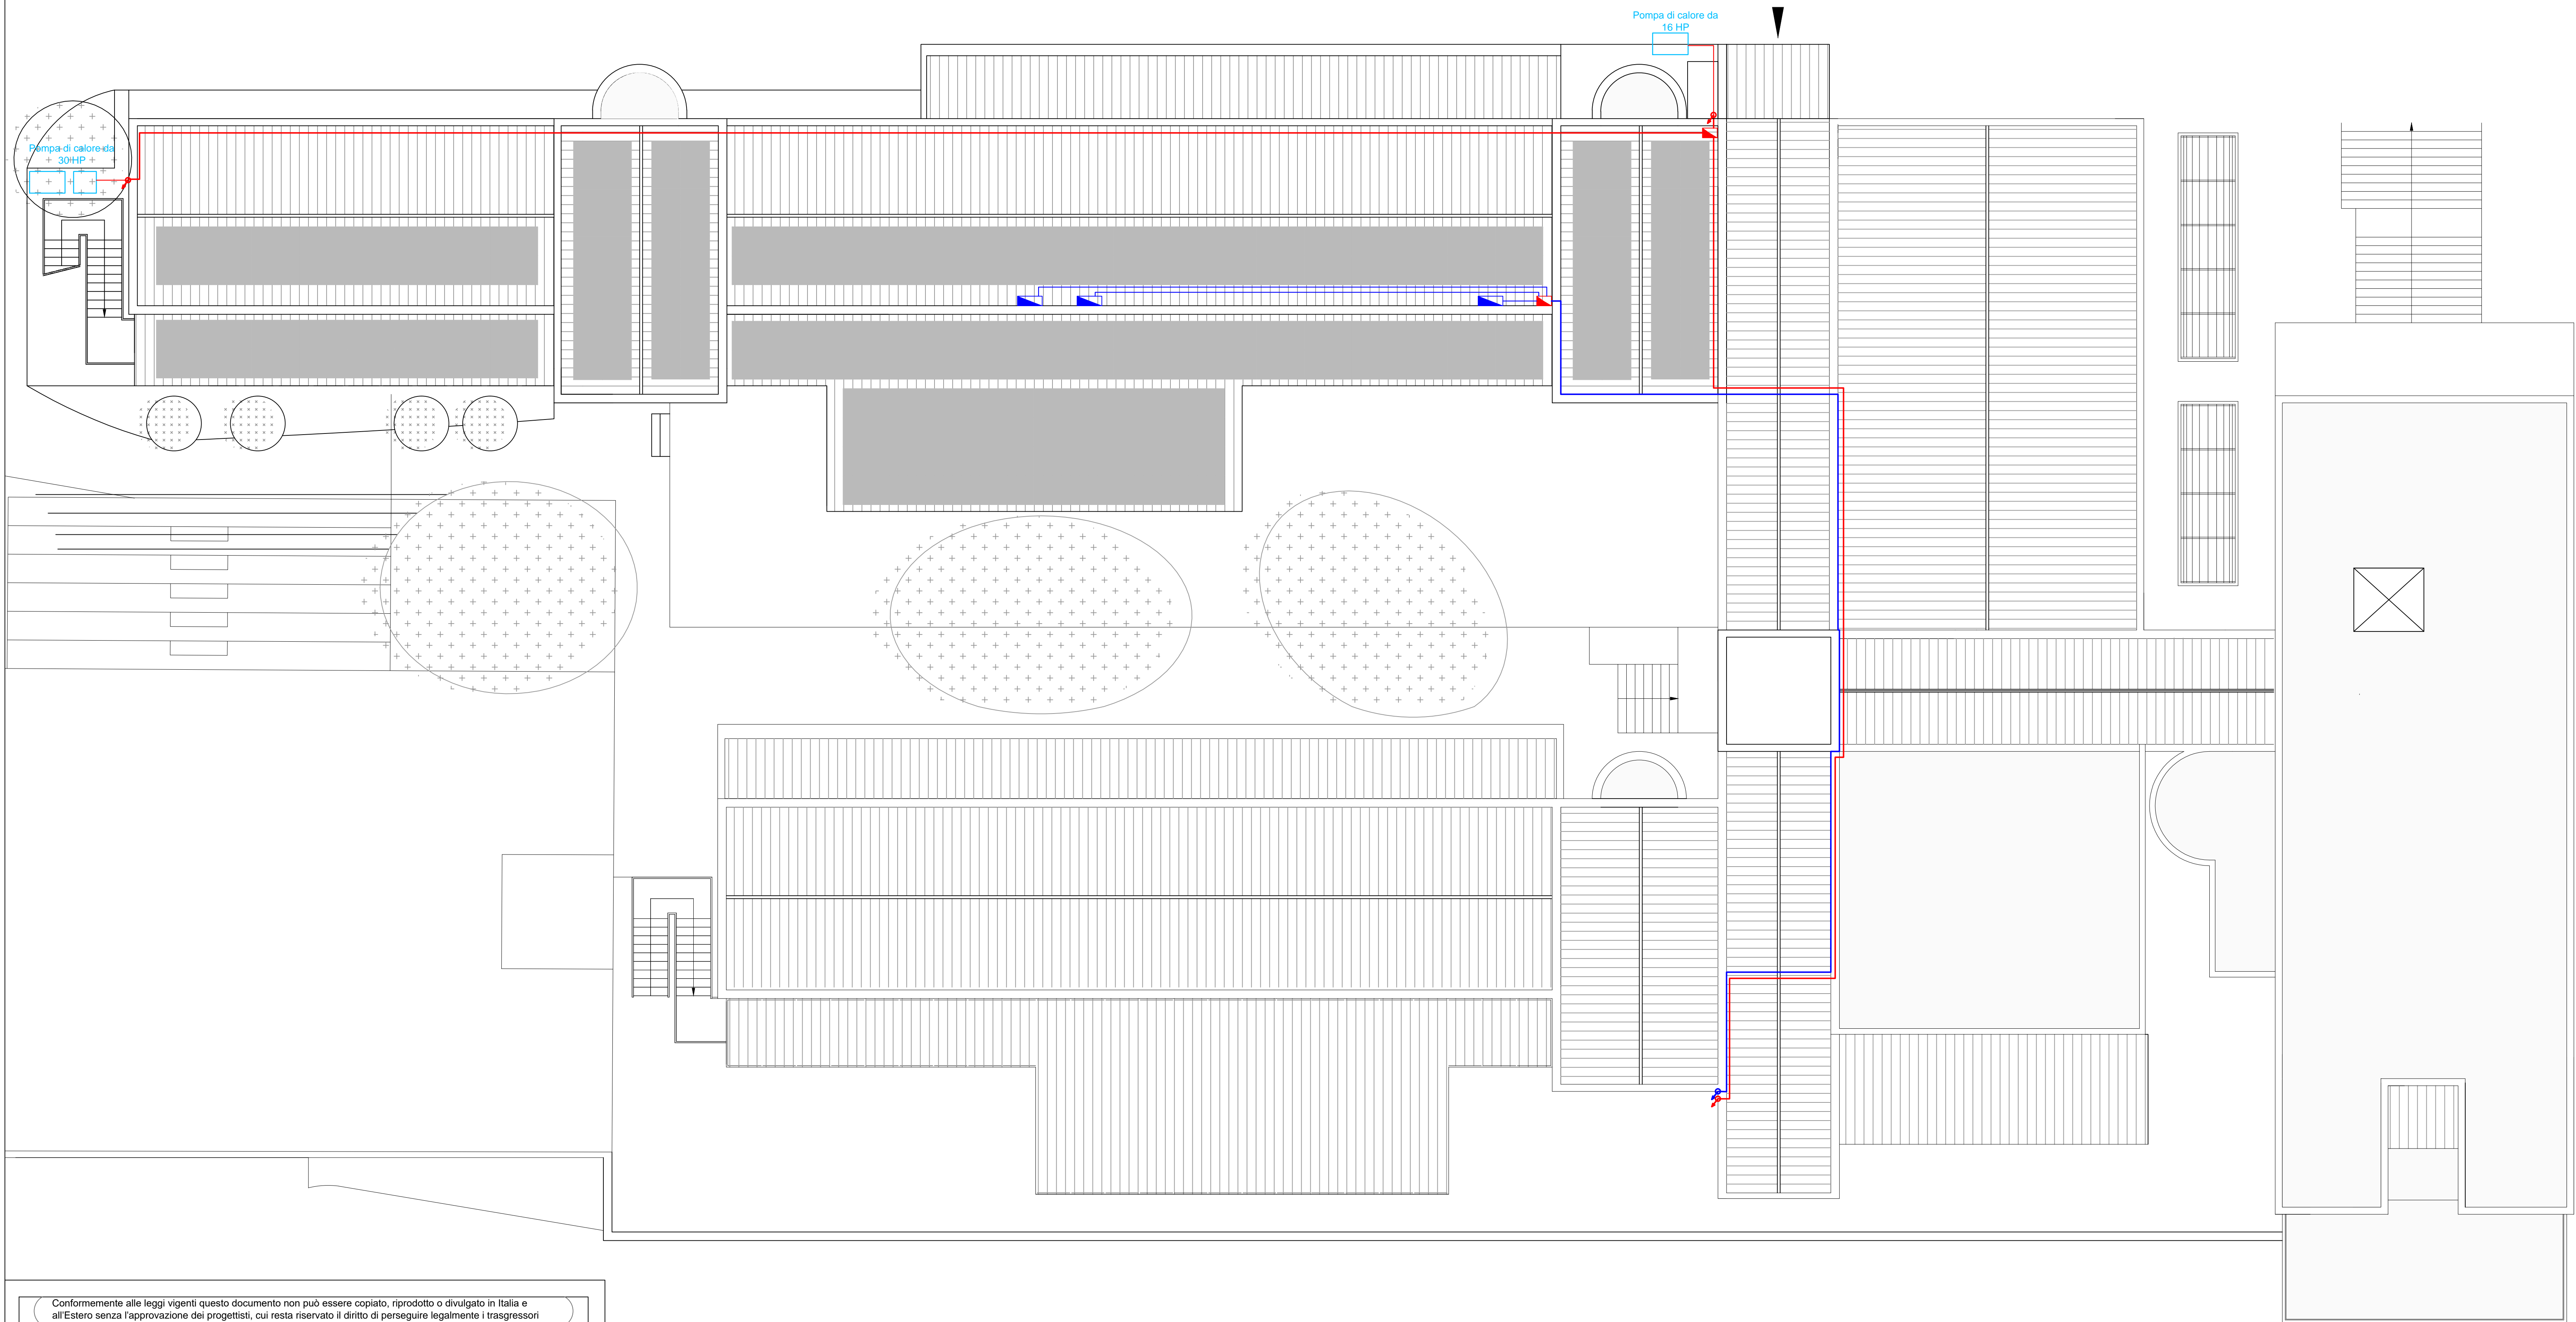 Pompa di calore da
16 HP
Pompa di calore da
30 HP
Conformemente alle leggi vigenti questo documento non può essere copiato, riprodotto o divulgato in Italia e
all'Estero senza l'approvazione dei progettisti, cui resta riservato il diritto di perseguire legalmente i trasgressori